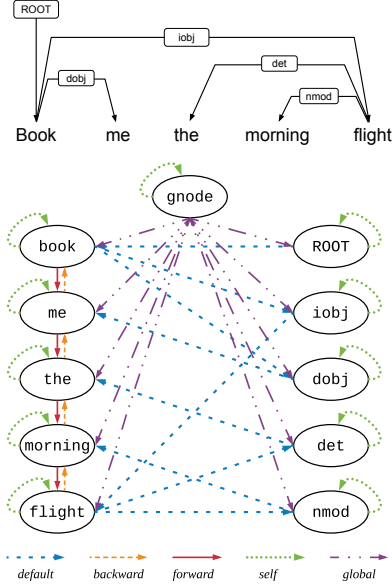 ROOT
iobj
det
dobj
nmod
Book me the morning flight
gnode
book ROOT
me iobj
the dobj
morning det
flight nmod
default backward forward self global